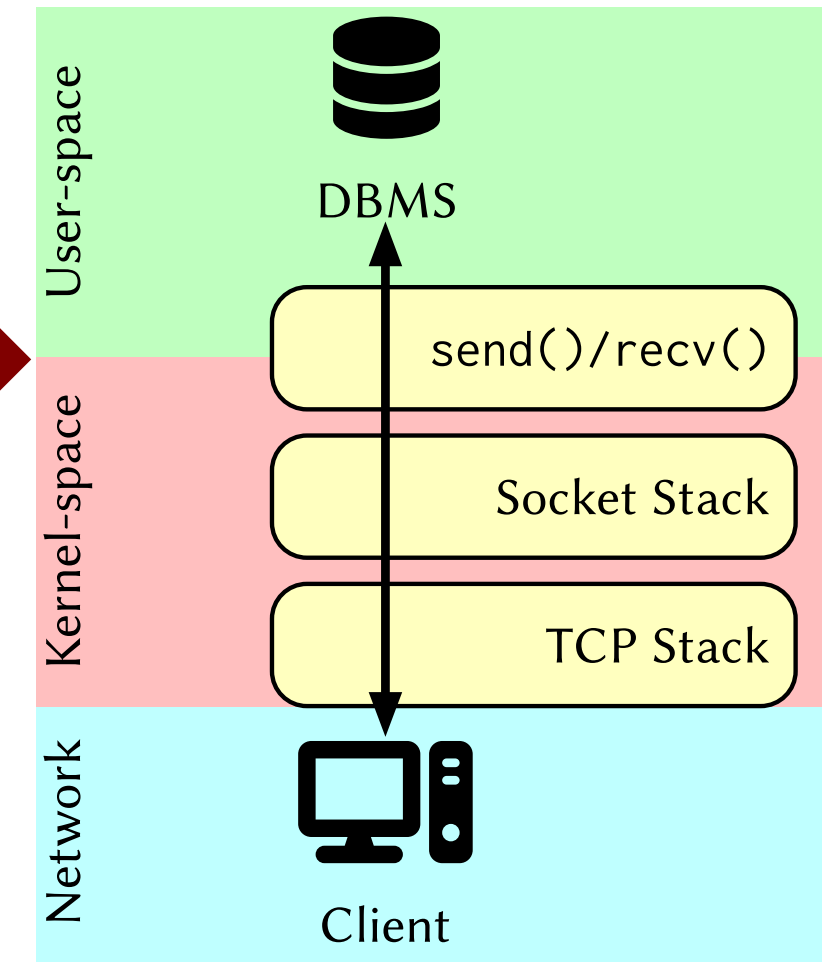 User-space
DBMS
send()/recv()
Kernel-space
Socket Stack
TCP Stack
Network
Client